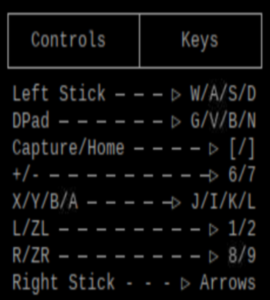 Controls Keys
Left Stick – – – ▷ W/A/S/D
DPad – – – – – – – ▷ G/V/B/N
Capture/Home – – – – ▷ [/]
+/- – – – – – – – – –▷ 6/7
X/Y/B/A – – – – –▷ J/I/K/L
L/ZL – – – – – – – ▷ 1/2
R/ZR – – – – – – – ▷ 8/9
Right Stick - - - ▷ Arrows